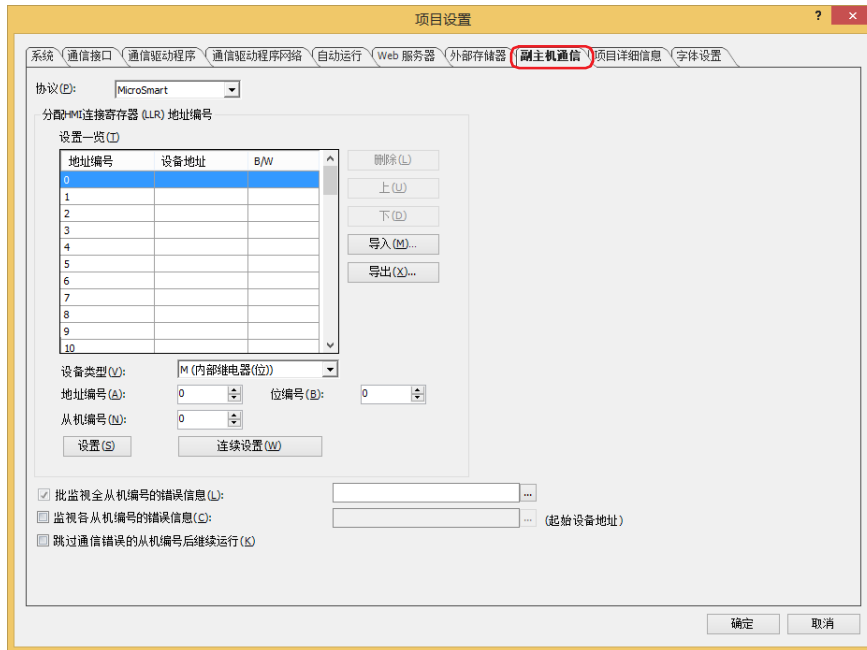 项目设置
? ×
系统 通信接口 通信驱动程序 通信驱动程序网络 自动运行 Web 服务器 外部存储器 副主机通信 项目详细信息 字体设置
协议(P): MicroSmart
分配HMI连接寄存器 (LLR) 地址编号
设置一览(T)
地址编号 设备地址 B/W
0
1
2
3
4
5
6
7
8
9
10
删除(L)
上(U)
下(D)
导入(M)...
导出(X)...
设备类型(V): M (内部继电器(位))
地址编号(A): 0 位编号(B): 0
从机编号(N): 0
设置(S) 连续设置(W)
批监视全从机编号的错误信息(L): ...
监视各从机编号的错误信息(C): ... (起始设备地址)
跳过通信错误的从机编号后继续运行(K)
确定 取消